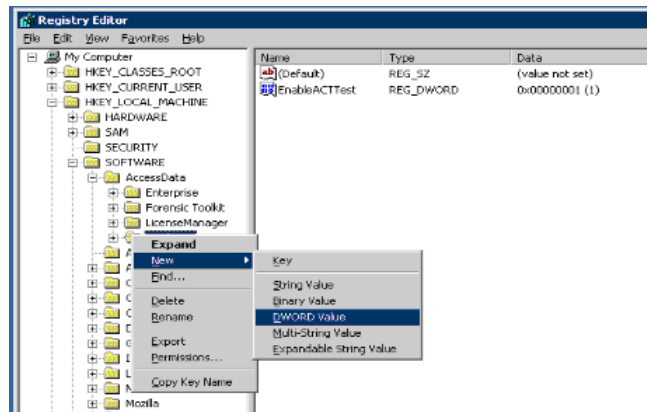 Registry Editor
File Edit View Favorites Help
My Computer
HKEY_CLASSES_ROOT
HKEY_CURRENT_USER
HKEY_LOCAL_MACHINE
HARDWARE
SAM
SECURITY
SOFTWARE
AccessData
Enterprise
Forensic Toolkit
LicenseManager
Mozilla
Name Type Data
ab (Default) REG_SZ (value not set)
EnableACTTest REG_DWORD 0x00000001 (1)
Expand
New
Find...
Delete
Rename
Export
Permissions...
Copy Key Name
Key
String Value
Binary Value
DWORD Value
Multi-String Value
Expandable String Value